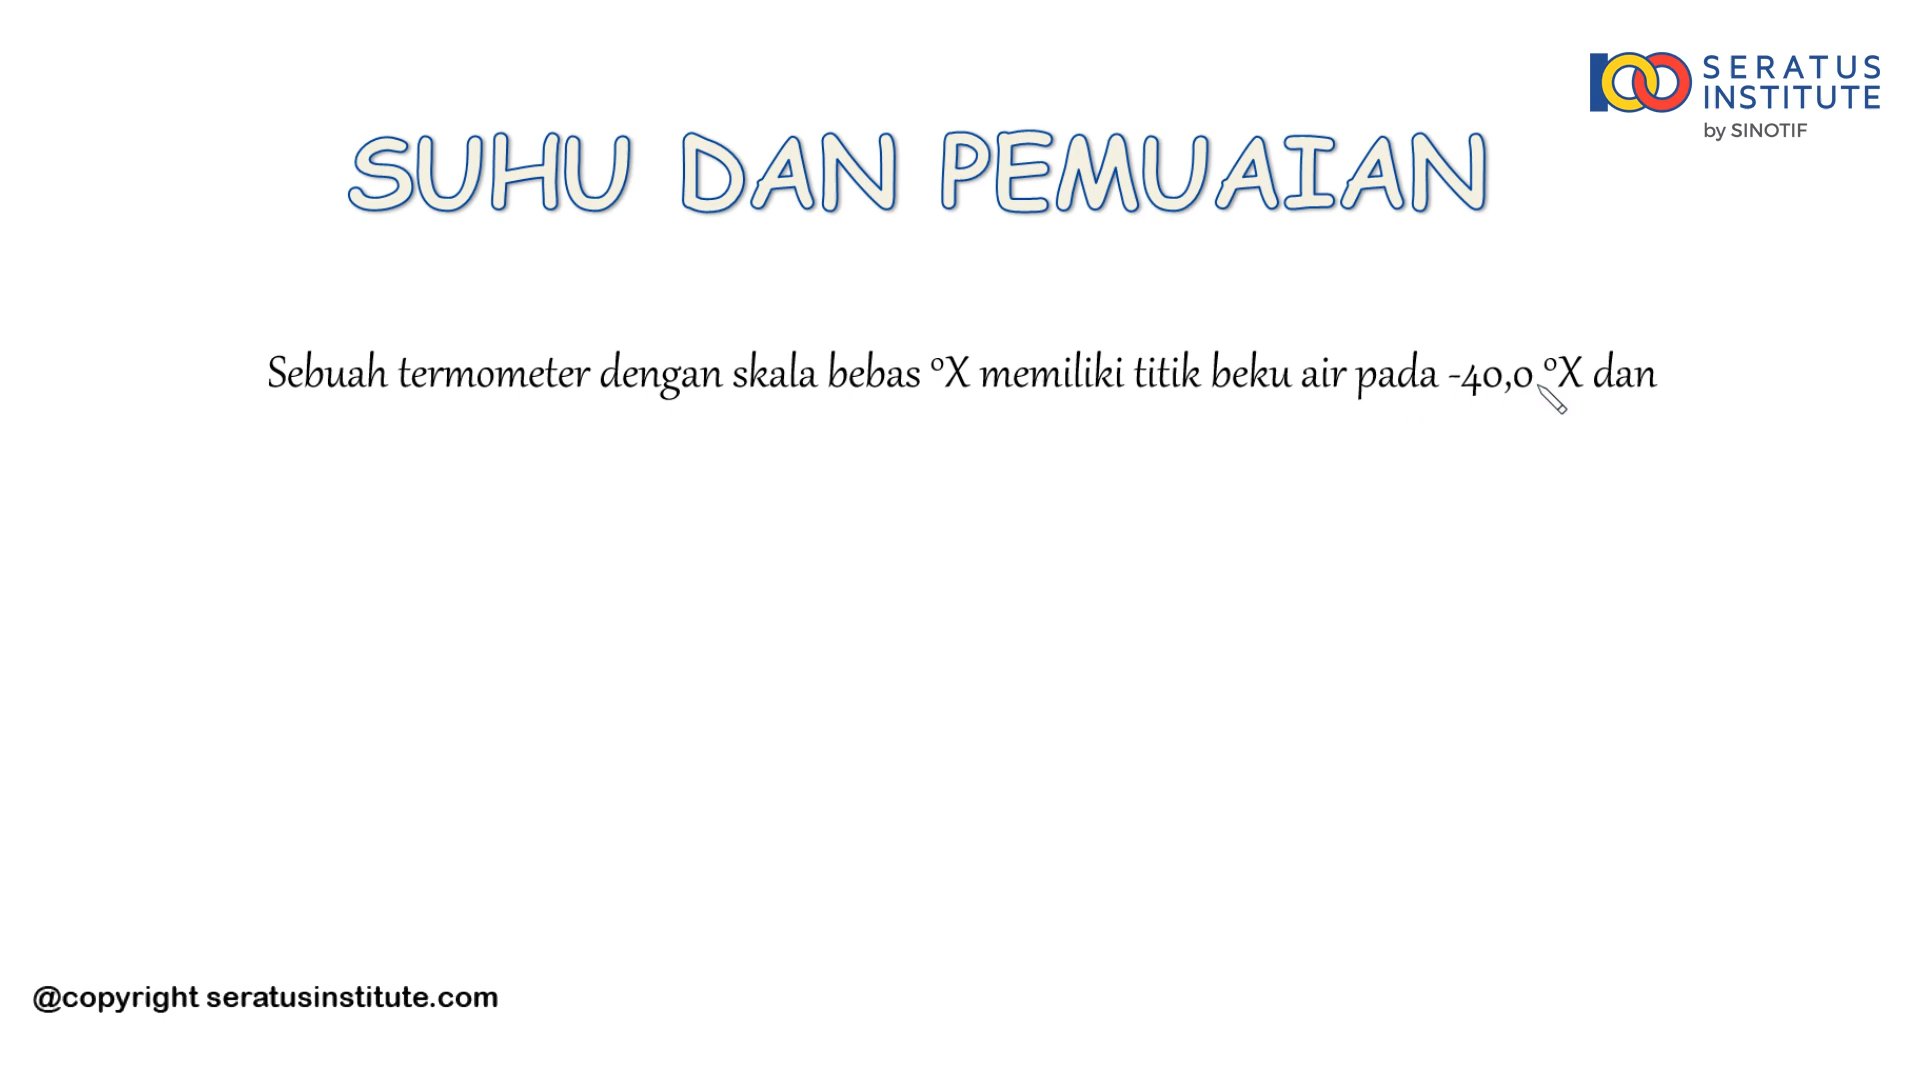 SERATUS
INSTITUTE
by SINOTIF
SUHU DAN PEMUAIAN
Sebuah termometer dengan skala bebas °X memiliki titik beku air pada -40,0 °X dan
@copyright seratusinstitute.com